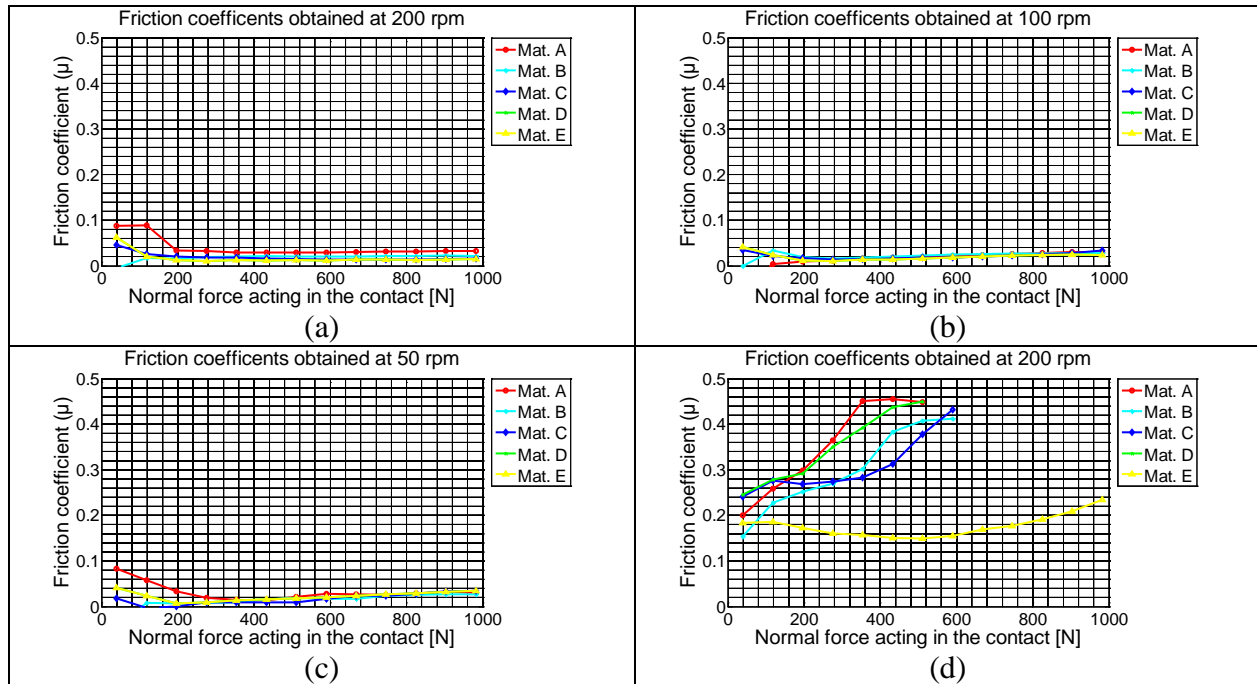 Friction coefficents obtained at 200 rpm
0.5
0.4
0.3
0.2
0.1
0
Friction coefficient (μ)
0 200 400 600 800 1000
Normal force acting in the contact [N]
Mat. A
Mat. B
Mat. C
Mat. D
Mat. E
(a)
Friction coefficents obtained at 100 rpm
0.5
0.4
0.3
0.2
0.1
0
Friction coefficient (μ)
0 200 400 600 800 1000
Normal force acting in the contact [N]
Mat. A
Mat. B
Mat. C
Mat. D
Mat. E
(b)
Friction coefficents obtained at 50 rpm
0.5
0.4
0.3
0.2
0.1
0
Friction coefficient (μ)
0 200 400 600 800 1000
Normal force acting in the contact [N]
Mat. A
Mat. B
Mat. C
Mat. D
Mat. E
(c)
Friction coefficents obtained at 200 rpm
0.5
0.4
0.3
0.2
0.1
0
Friction coefficient (μ)
0 200 400 600 800 1000
Normal force acting in the contact [N]
Mat. A
Mat. B
Mat. C
Mat. D
Mat. E
(d)